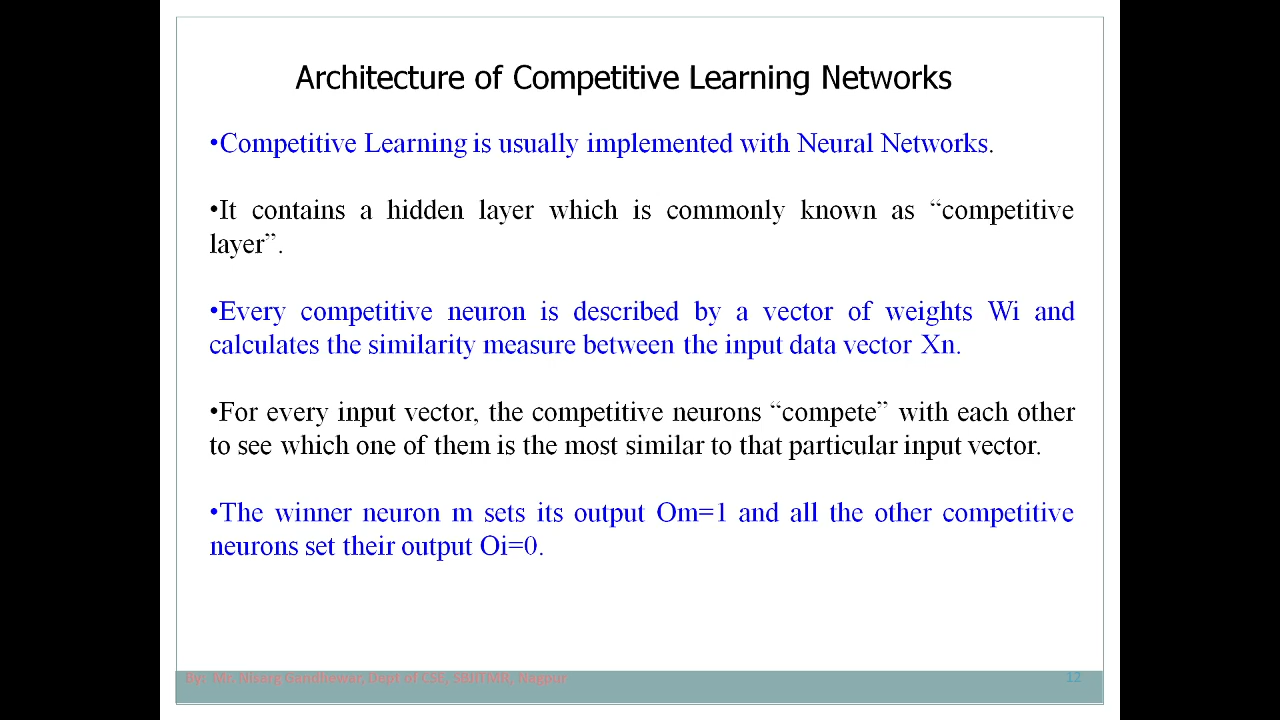 Architecture of Competitive Learning Networks
•Competitive Learning is usually implemented with Neural Networks.
•It contains a hidden layer which is commonly known as “competitive
layer”.
•Every competitive neuron is described by a vector of weights Wi and
calculates the similarity measure between the input data vector Xn.
•For every input vector, the competitive neurons “compete” with each other
to see which one of them is the most similar to that particular input vector.
•The winner neuron m sets its output Om=1 and all the other competitive
neurons set their output Oi=0.
By: Mr. Nisarg Gandhewar, Dept of CSE, SBJITMR, Nagpur
12